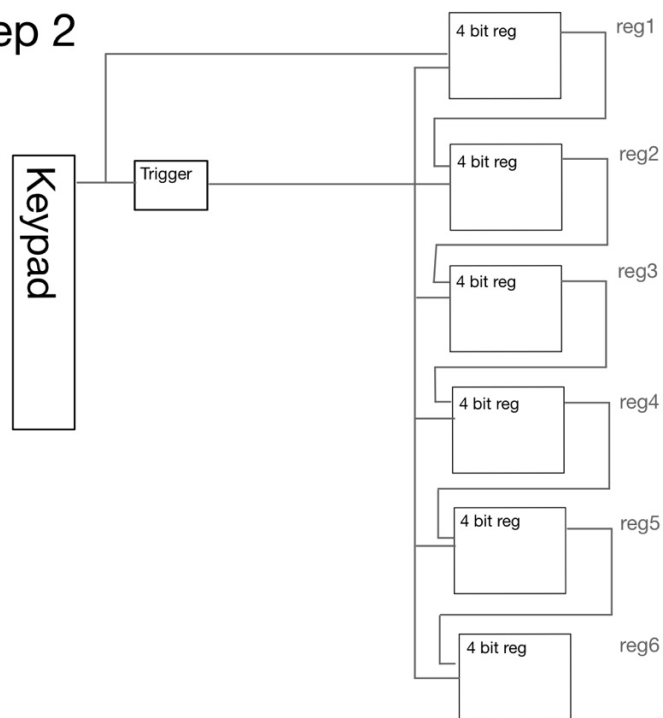 ep 2
4 bit reg
reg1
4 bit reg
reg2
Keypad
Trigger
4 bit reg
reg3
4 bit reg
reg4
4 bit reg
reg5
4 bit reg
reg6